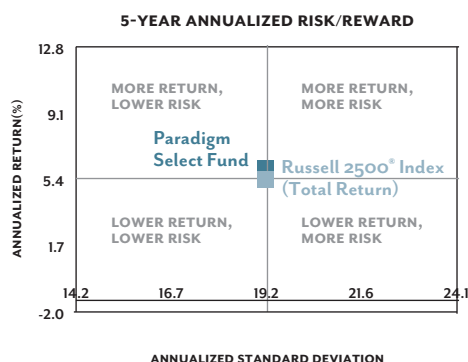 5-YEAR ANNUALIZED RISK/REWARD
12.8
MORE RETURN,
LOWER RISK
MORE RETURN,
MORE RISK
9.1
ANNUALIZED RETURN(%)
Paradigm
Select Fund
Russell 2500® Index
(Total Return)
5.4
LOWER RETURN,
LOWER RISK
LOWER RETURN,
MORE RISK
1.7
14.2 16.7 19.2 21.6 24.1
-2.0
ANNUALIZED STANDARD DEVIATION